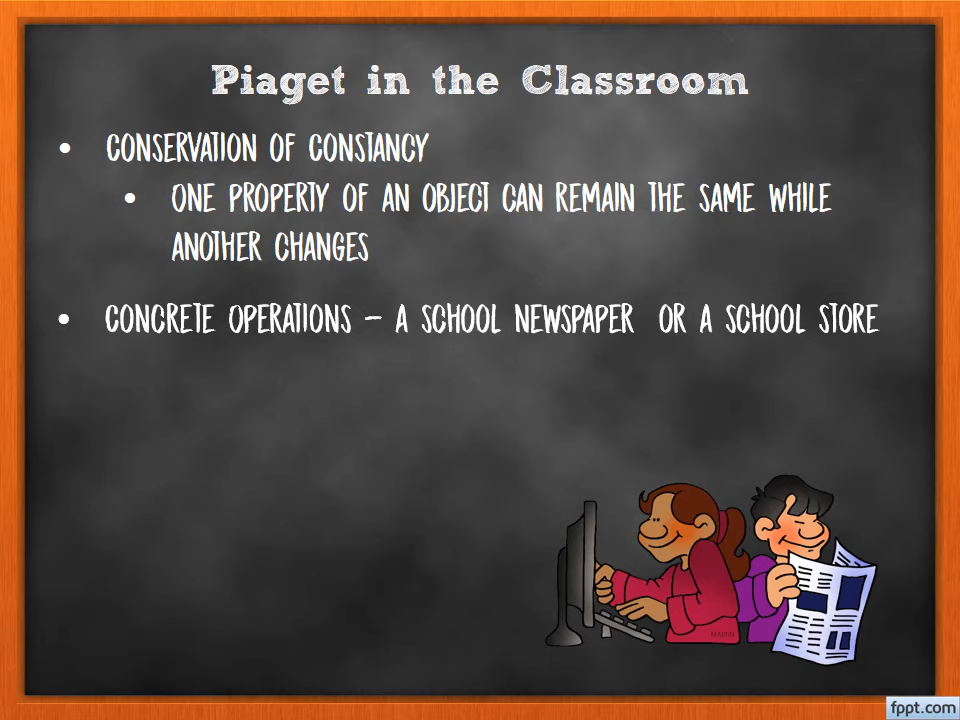 Piaget in the Classroom
• CONSERVATION OF CONSTANCY
• ONE PROPERTY OF AN OBJECT CAN REMAIN THE SAME WHILE
ANOTHER CHANGES
• CONCRETE OPERATIONS – A SCHOOL NEWSPAPER OR A SCHOOL STORE
MARTIN
fppt.com